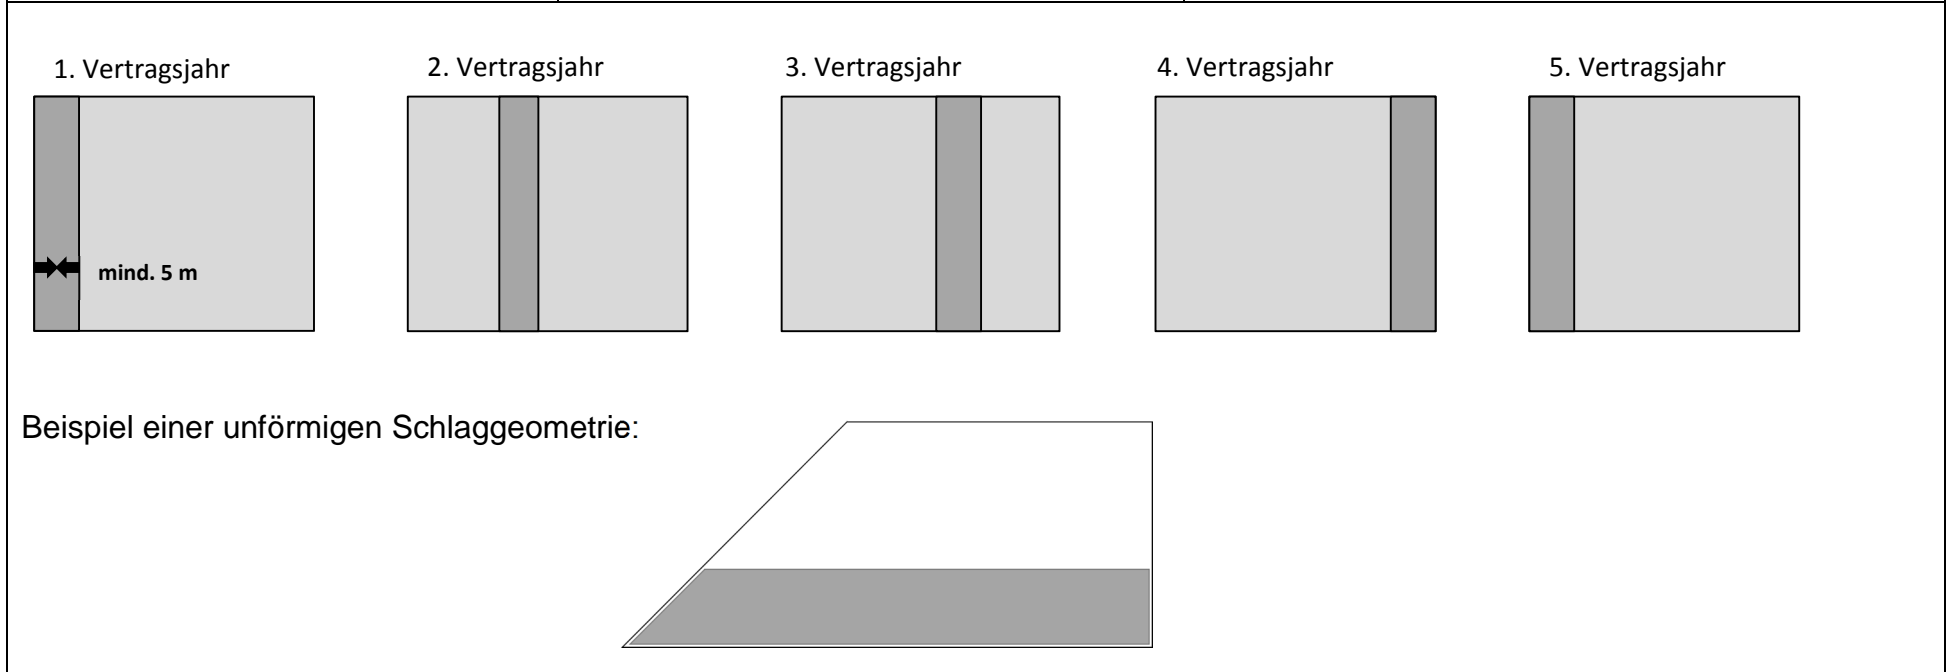 1. Vertragsjahr
2. Vertragsjahr
3. Vertragsjahr
4. Vertragsjahr
5. Vertragsjahr
mind. 5 m
Beispiel einer unförmigen Schlaggeometrie: